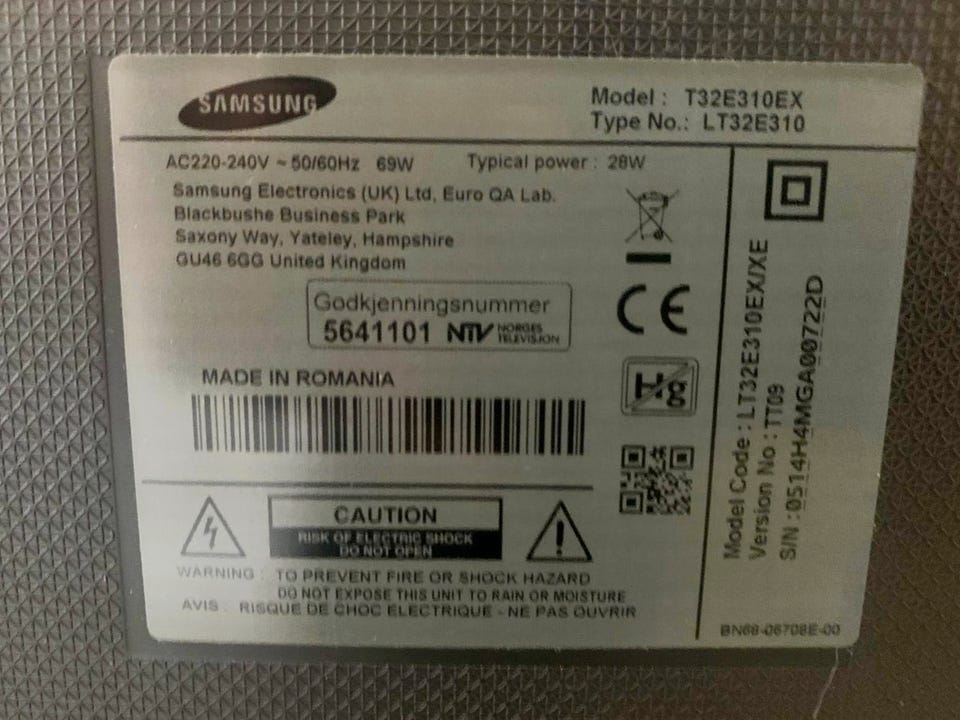 SAMSUNG
Model : T32E310EX
Type No.: LT32E310
AC220-240V ~ 50/60Hz 69W Typical power : 28W
Samsung Electronics (UK) Ltd, Euro QA Lab.
Blackbushe Business Park
Saxony Way, Yateley, Hampshire
GU46 6GG United Kingdom
Godkjenningsnummer
5641101 NTV NORGES TELEVISJON
MADE IN ROMANIA
CE
CAUTION
RISK OF ELECTRIC SHOCK
DO NOT OPEN
WARNING : TO PREVENT FIRE OR SHOCK HAZARD
DO NOT EXPOSE THIS UNIT TO RAIN OR MOISTURE
AVIS : RISQUE DE CHOC ELECTRIQUE - NE PAS OUVRIR
Model Code : LT32E310EX/XE
Version No : TT09
S/N : 0514H4MGA00722D
BN68-06708E-00